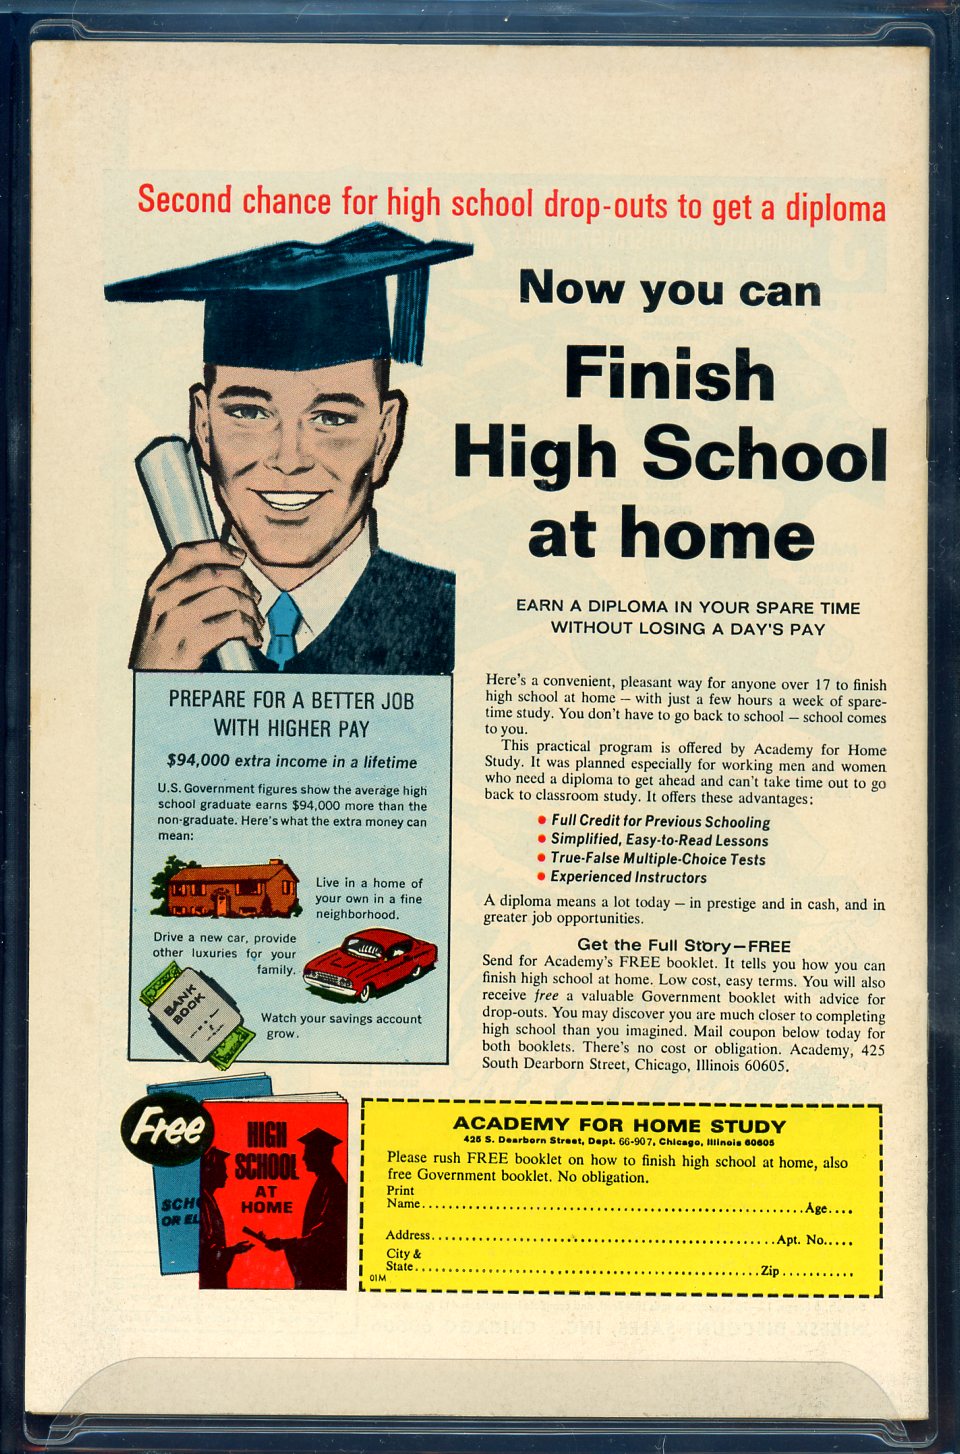 Second chance for high school drop-outs to get a diploma
Now you can
Finish
High School
at home
EARN A DIPLOMA IN YOUR SPARE TIME
WITHOUT LOSING A DAY'S PAY
PREPARE FOR A BETTER JOB
WITH HIGHER PAY
$94,000 extra income in a lifetime
U.S. Government figures show the average high
school graduate earns $94,000 more than the
non-graduate. Here's what the extra money can
mean:
Live in a home of
your own in a fine
neighborhood.
Drive a new car, provide
other luxuries for your
family.
BANK
BOOK
Watch your savings account
grow.
Here's a convenient, pleasant way for anyone over 17 to finish
high school at home — with just a few hours a week of spare-
time study. You don't have to go back to school — school comes
to you.
This practical program is offered by Academy for Home
Study. It was planned especially for working men and women
who need a diploma to get ahead and can't take time out to go
back to classroom study. It offers these advantages:
• Full Credit for Previous Schooling
• Simplified, Easy-to-Read Lessons
• True-False Multiple-Choice Tests
• Experienced Instructors
A diploma means a lot today — in prestige and in cash, and in
greater job opportunities.
Get the Full Story—FREE
Send for Academy's FREE booklet. It tells you how you can
finish high school at home. Low cost, easy terms. You will also
receive free a valuable Government booklet with advice for
drop-outs. You may discover you are much closer to completing
high school than you imagined. Mail coupon below today for
both booklets. There's no cost or obligation. Academy, 425
South Dearborn Street, Chicago, Illinois 60605.
Free
HIGH
SCHOOL
AT
HOME
SCH
OR EL
ACADEMY FOR HOME STUDY
425 S. Dearborn Street, Dept. 66-907, Chicago, Illinois 60605
Please rush FREE booklet on how to finish high school at home, also
free Government booklet. No obligation.
Print
Name.......Age....
Address.......Apt. No.....
City &
State.......Zip...........
01M